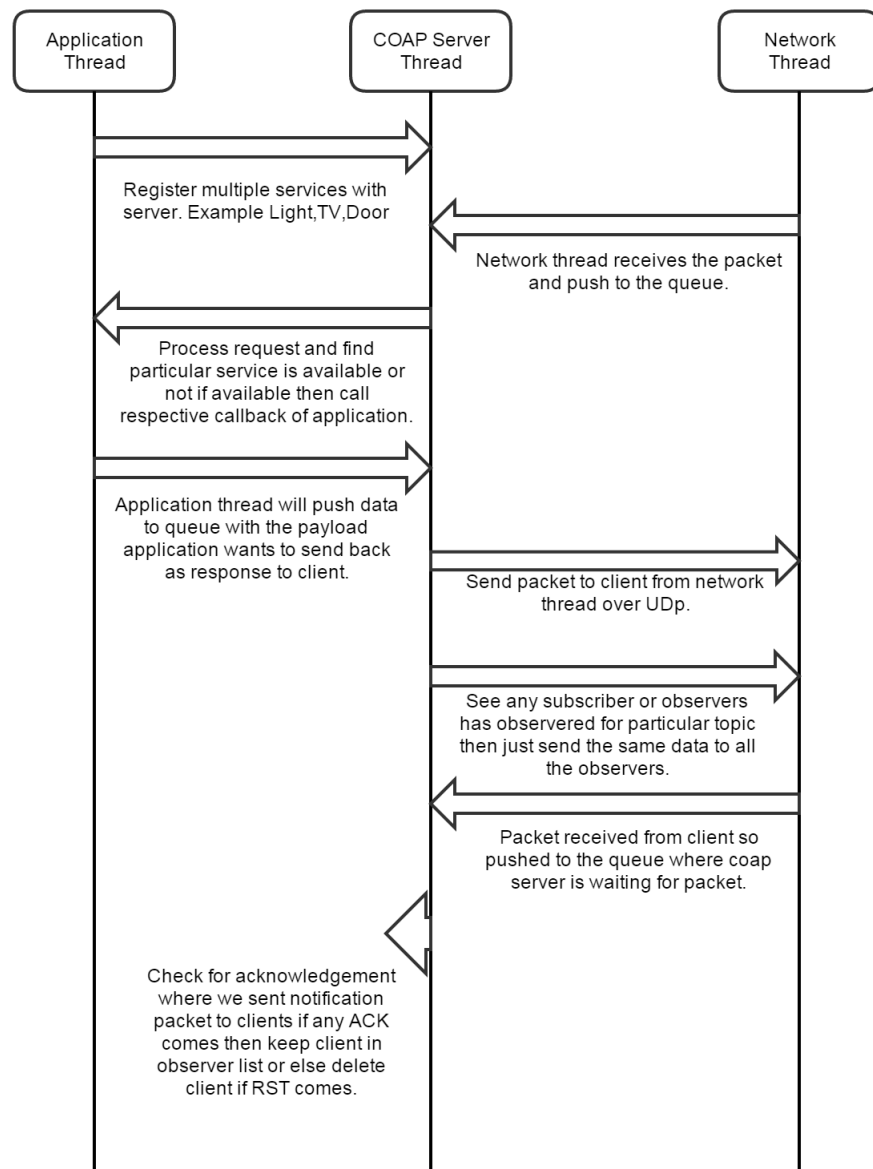 Application
Thread
COAP Server
Thread
Network
Thread
Register multiple services with
server. Example Light,TV,Door
Network thread receives the packet
and push to the queue.
Process request and find
particular service is available or
not if available then call
respective callback of application.
Application thread will push data
to queue with the payload
application wants to send back
as response to client.
Send packet to client from network
thread over UDp.
See any subscriber or observers
has observered for particular topic
then just send the same data to all
the observers.
Packet received from client so
pushed to the queue where coap
server is waiting for packet.
Check for acknowledgement
where we sent notification
packet to clients if any ACK
comes then keep client in
observer list or else delete
client if RST comes.